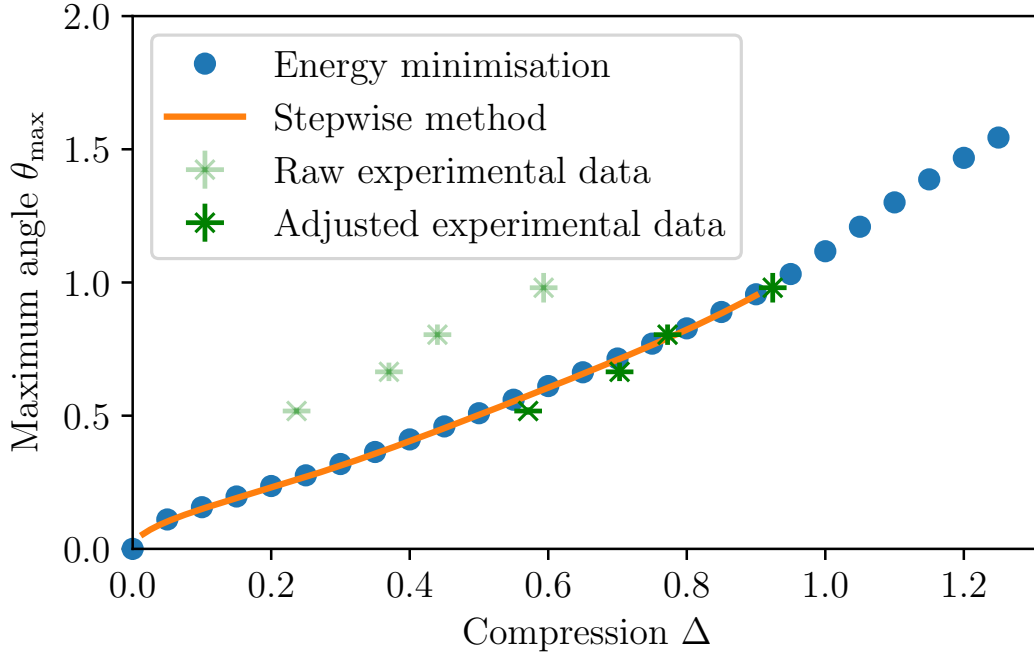 2.0
1.5
1.0
0.5
0.0
Maximum angle θmax
Energy minimisation
Stepwise method
Raw experimental data
Adjusted experimental data
0.0 0.2 0.4 0.6 0.8 1.0 1.2
Compression Δ